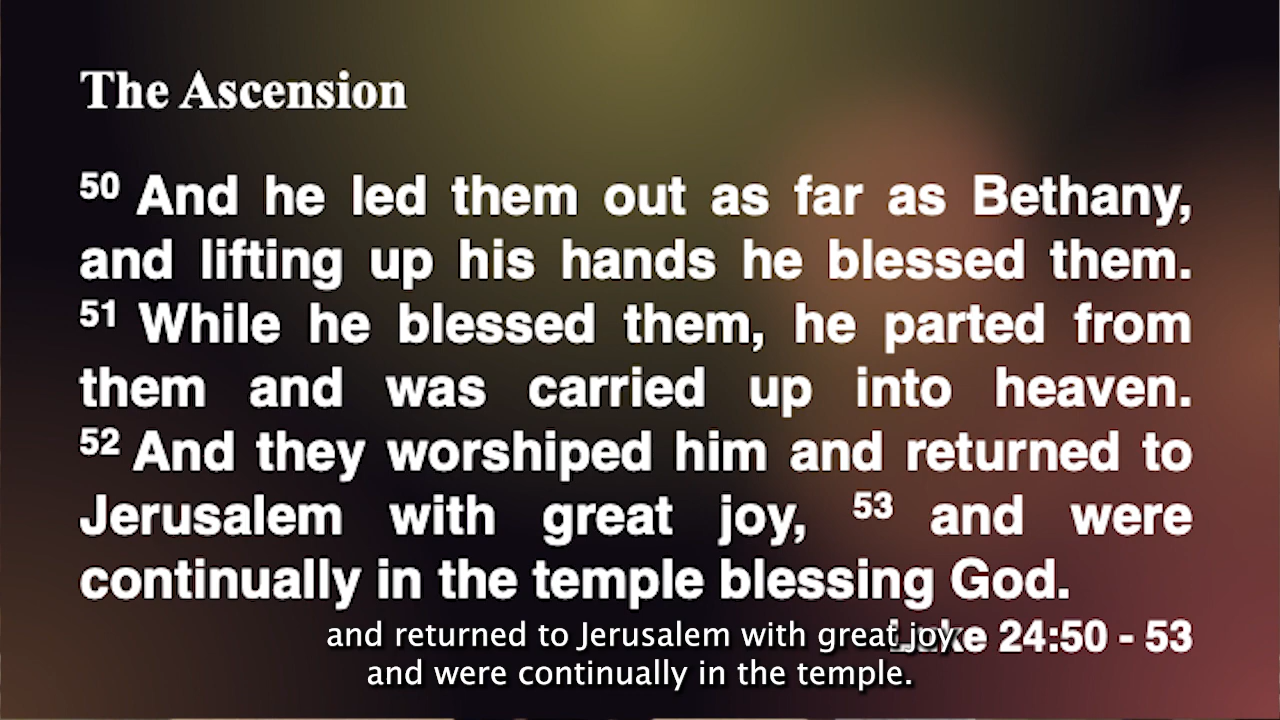 The Ascension
50 And he led them out as far as Bethany,
and lifting up his hands he blessed them.
51 While he blessed them, he parted from
them and was carried up into heaven.
52 And they worshiped him and returned to
Jerusalem with great joy, 53 and were
continually in the temple blessing God.
Luke 24:50 - 53
and returned to Jerusalem with great joy
and were continually in the temple.